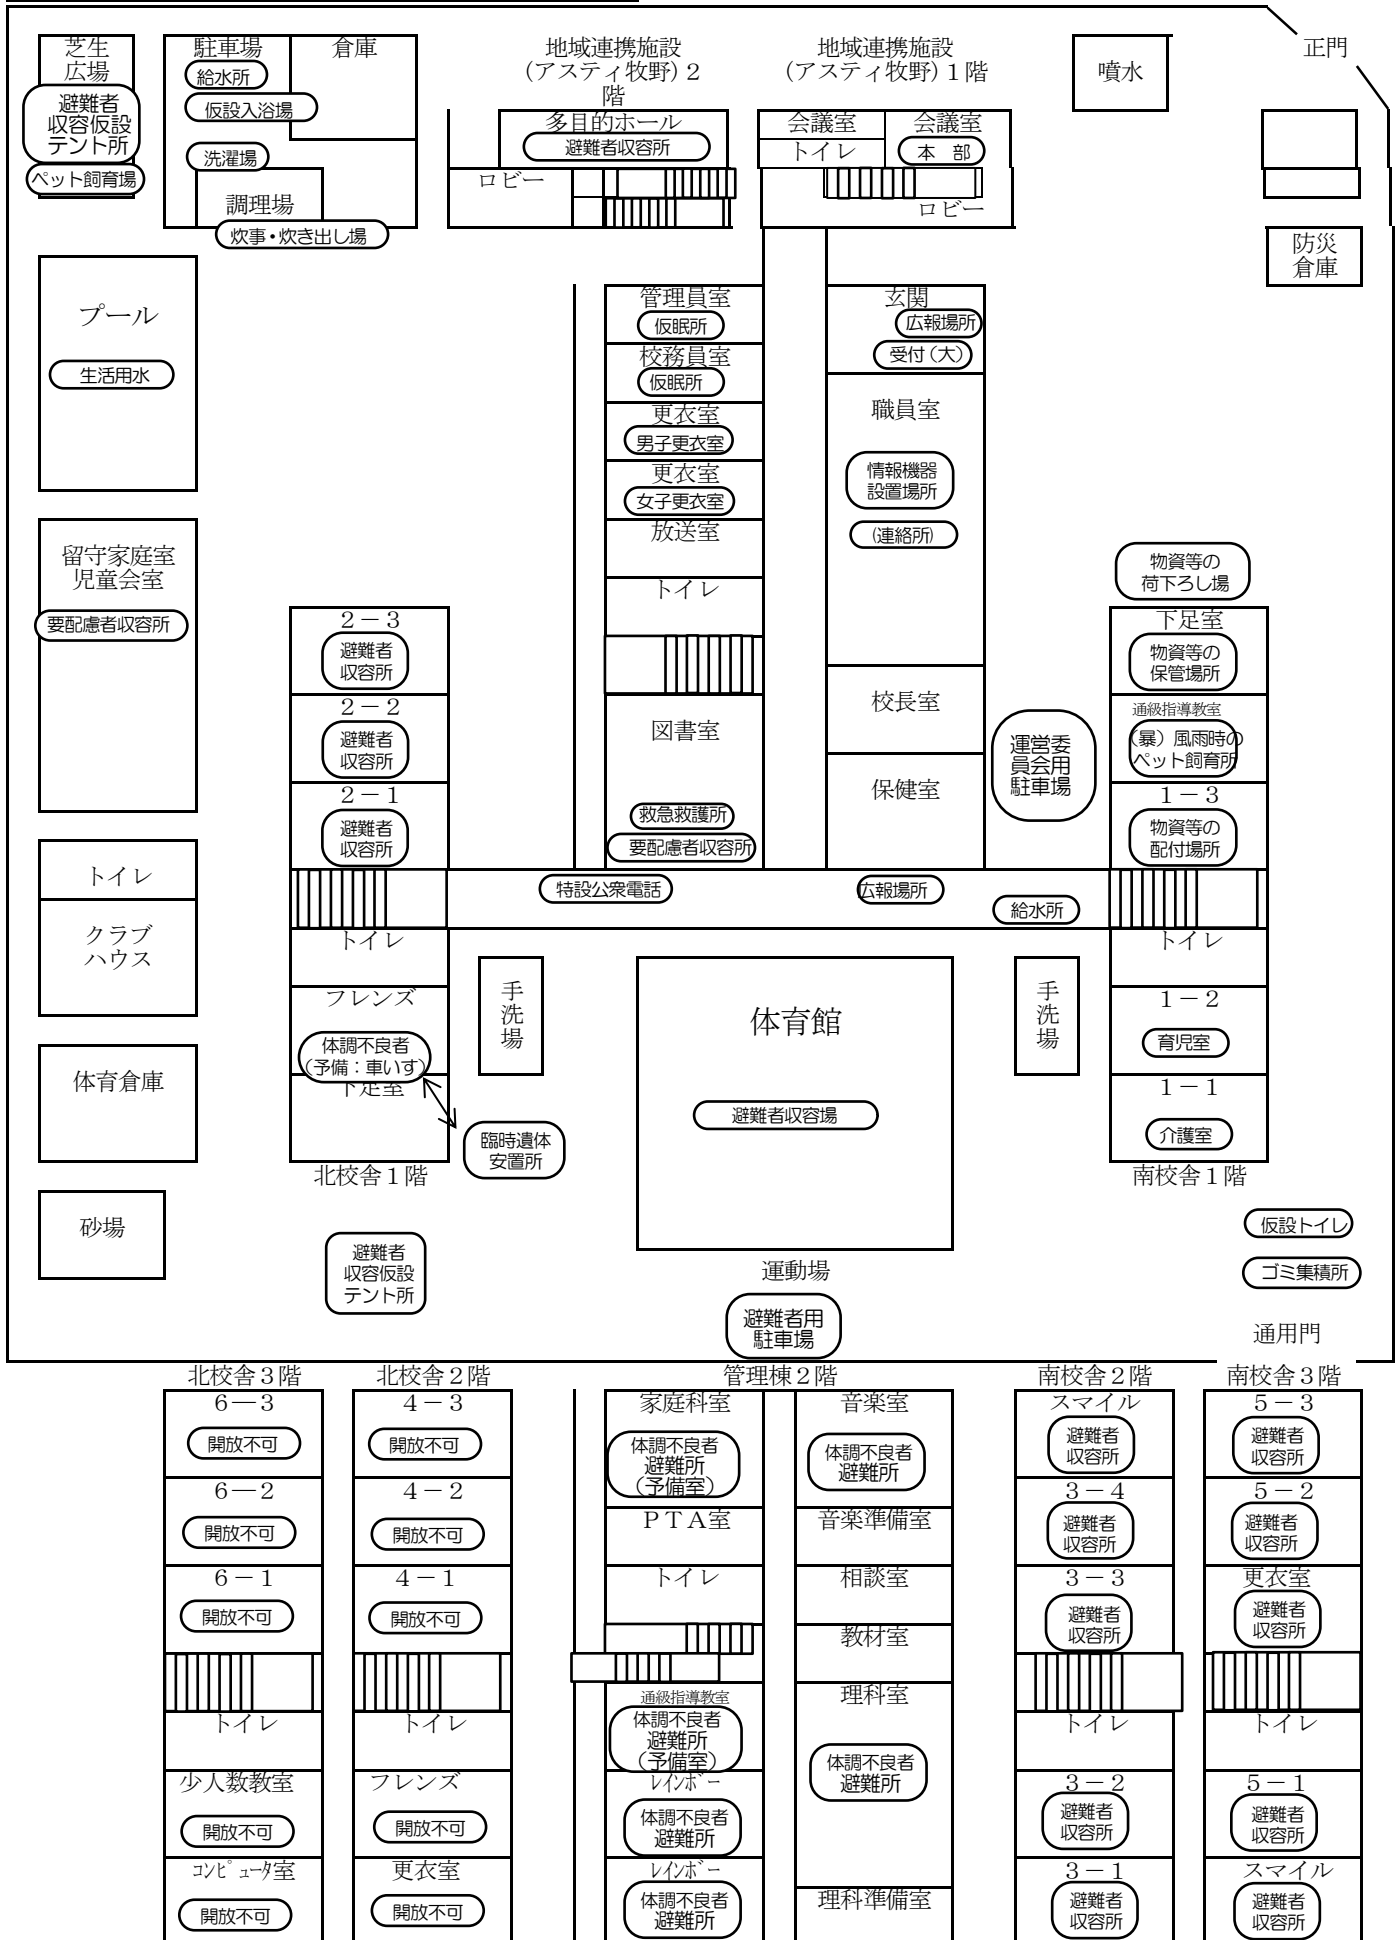 芝生
広場
避難者
収容仮設
テント所
ペット飼育場
駐車場
給水所
仮設入浴場
倉庫
洗濯場
調理場
炊事・炊き出し場
地域連携施設
(アスティ牧野)2
階
多目的ホール
避難者収容所
ロビー
地域連携施設
(アスティ牧野)1階
会議室
トイレ
会議室
本 部
ロビー
噴水
正門
防災
倉庫
プール
生活用水
管理員室
仮眠所
校務員室
仮眠所
更衣室
男子更衣室
更衣室
女子更衣室
放送室
トイレ
図書室
救急救護所
要配慮者収容所
玄関
広報場所
受付(大)
職員室
情報機器
設置場所
(連絡所)
校長室
保健室
運営委
員会用
駐車場
留守家庭室
児童会室
要配慮者収容所
2-3
避難者
収容所
2-2
避難者
収容所
2-1
避難者
収容所
物資等の
荷下ろし場
下足室
物資等の
保管場所
通級指導教室
(暴)風雨時の
ペット飼育所
1-3
物資等の
配付場所
トイレ
クラブ
ハウス
特設公衆電話
広報場所
給水所
トイレ
フレンズ
体調不良者
(予備:車いす)
下足室
臨時遺体
安置所
北校舎1階
手
洗
場
体育館
避難者収容場
手
洗
場
トイレ
1-2
育児室
1-1
介護室
南校舎1階
体育倉庫
砂場
避難者
収容仮設
テント所
運動場
避難者用
駐車場
仮設トイレ
ゴミ集積所
通用門
北校舎3階
6―3
開放不可
6―2
開放不可
6-1
開放不可
トイレ
少人数教室
開放不可
コンピュータ室
開放不可
北校舎2階
4-3
開放不可
4-2
開放不可
4-1
開放不可
トイレ
フレンズ
開放不可
更衣室
開放不可
管理棟2階
家庭科室
体調不良者
避難所
(予備室)
PTA室
トイレ
通級指導教室
体調不良者
避難所
(予備室)
レインボー
体調不良者
避難所
レインボー
体調不良者
避難所
音楽室
体調不良者
避難所
音楽準備室
相談室
教材室
理科室
体調不良者
避難所
理科準備室
南校舎2階
スマイル
避難者
収容所
3-4
避難者
収容所
3-3
避難者
収容所
トイレ
3-2
避難者
収容所
3-1
避難者
収容所
南校舎3階
5-3
避難者
収容所
5-2
避難者
収容所
更衣室
避難者
収容所
トイレ
5-1
避難者
収容所
スマイル
避難者
収容所